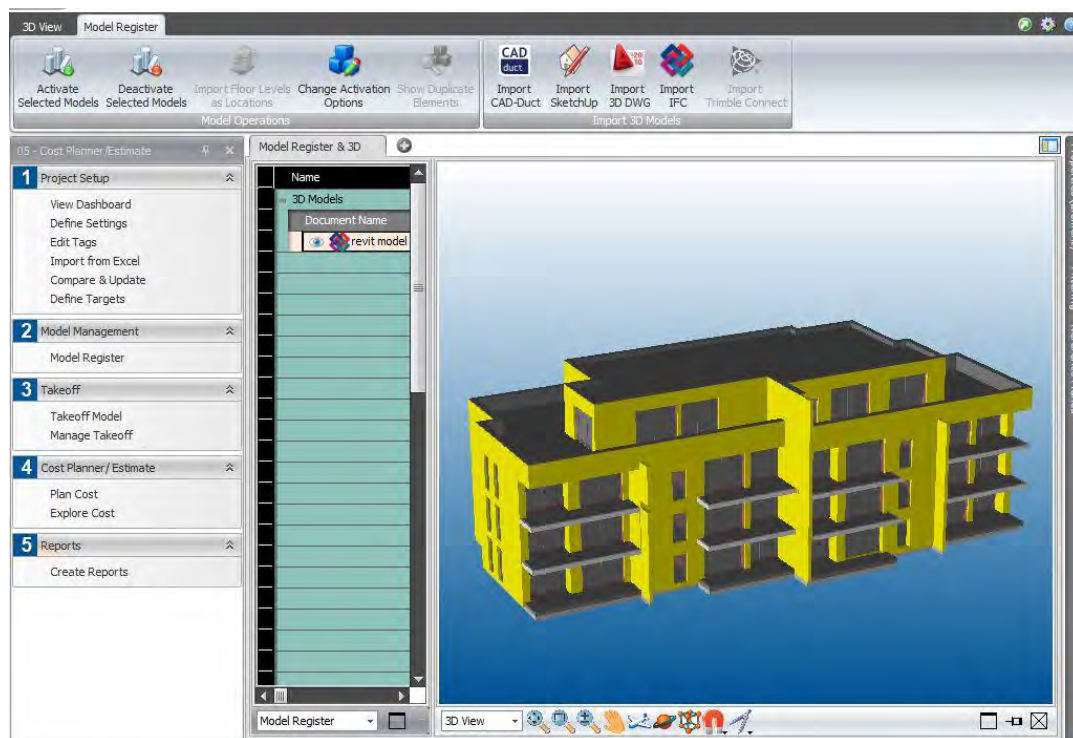 3D View
Model Register
Activate
Selected Models
Deactivate
Selected Models
Import Floor Levels
as Locations
Change Activation
Options
Show Duplicate
Elements
Model Operations
CAD
duct
Import
CAD-Duct
Import
SketchUp
Import
3D DWG
Import
IFC
Import
Trimble Connect
Import 3D Models
05 - Cost Planner/Estimate
1 Project Setup
View Dashboard
Define Settings
Edit Tags
Import from Excel
Compare & Update
Define Targets
2 Model Management
Model Register
3 Takeoff
Takeoff Model
Manage Takeoff
4 Cost Planner/ Estimate
Plan Cost
Explore Cost
5 Reports
Create Reports
Model Register & 3D
Name
3D Models
Document Name
revit model
Model Register
3D View